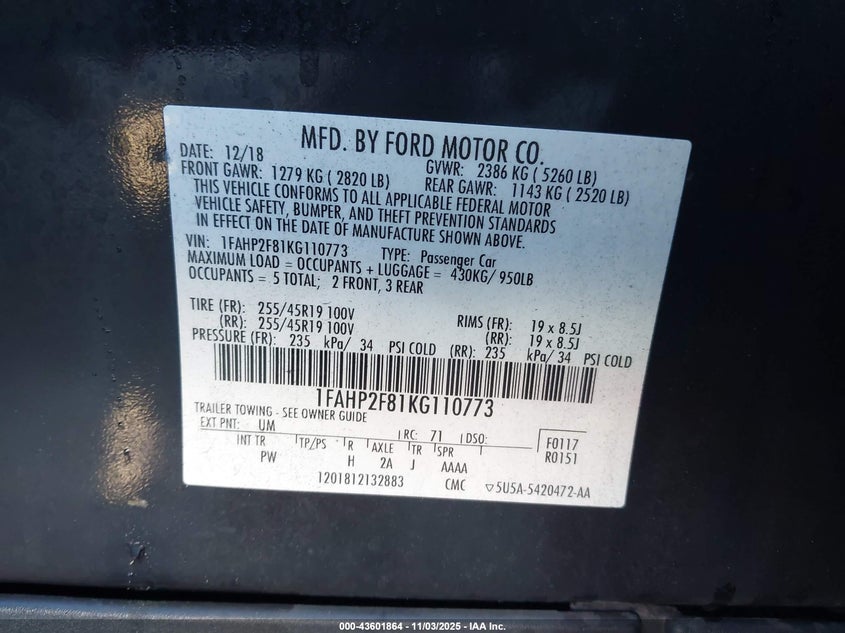 MFD. BY FORD MOTOR CO.
DATE: 12/18 GVWR: 2386 KG ( 5260 LB)
FRONT GAWR: 1279 KG ( 2820 LB) REAR GAWR: 1143 KG ( 2520 LB)
THIS VEHICLE CONFORMS TO ALL APPLICABLE FEDERAL MOTOR
VEHICLE SAFETY, BUMPER, AND THEFT PREVENTION STANDARDS
IN EFFECT ON THE DATE OF MANUFACTURE SHOWN ABOVE.
VIN: 1FAHP2F81KG110773 TYPE: Passenger Car
MAXIMUM LOAD = OCCUPANTS + LUGGAGE = 430KG/ 950LB
OCCUPANTS = 5 TOTAL; 2 FRONT, 3 REAR
TIRE (FR): 255/45R19 100V RIMS (FR): 19 x 8.5J
(RR): 255/45R19 100V (RR): 19 x 8.5J
PRESSURE (FR): 235 kPa/ 34 PSI COLD (RR): 235 kPa/ 34 PSI COLD
1FAHP2F81KG110773
TRAILER TOWING - SEE OWNER GUIDE
EXT PNT: UM RC: 71 DSO: F0117
INT TR TP/PS R AXLE TR SPR R0151
PW H 2A J AAAA
1201812132883 CMC 5U5A-5420472-AA
000-43601864 - 11/03/2025 - IAA Inc.